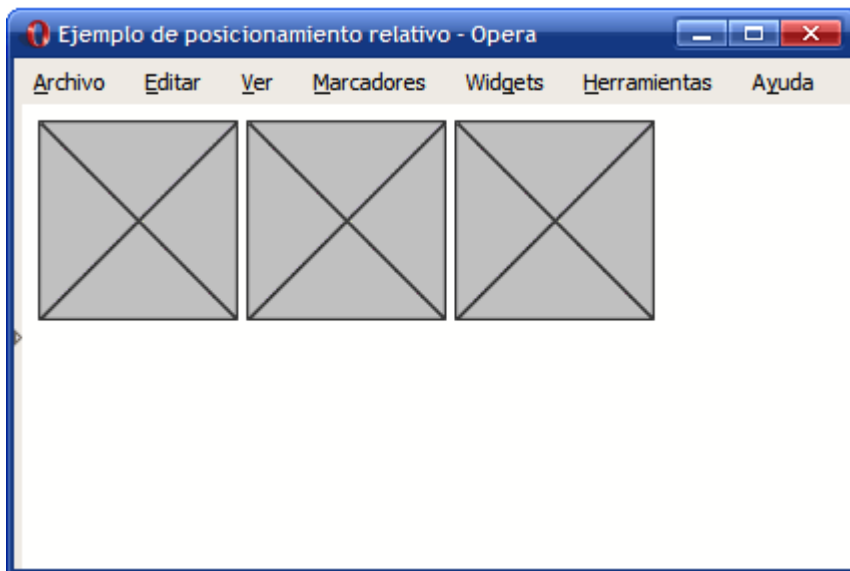 Ejemplo de posicionamiento relativo - Opera
Archivo Editar Ver Marcadores Widgets Herramientas Ayuda